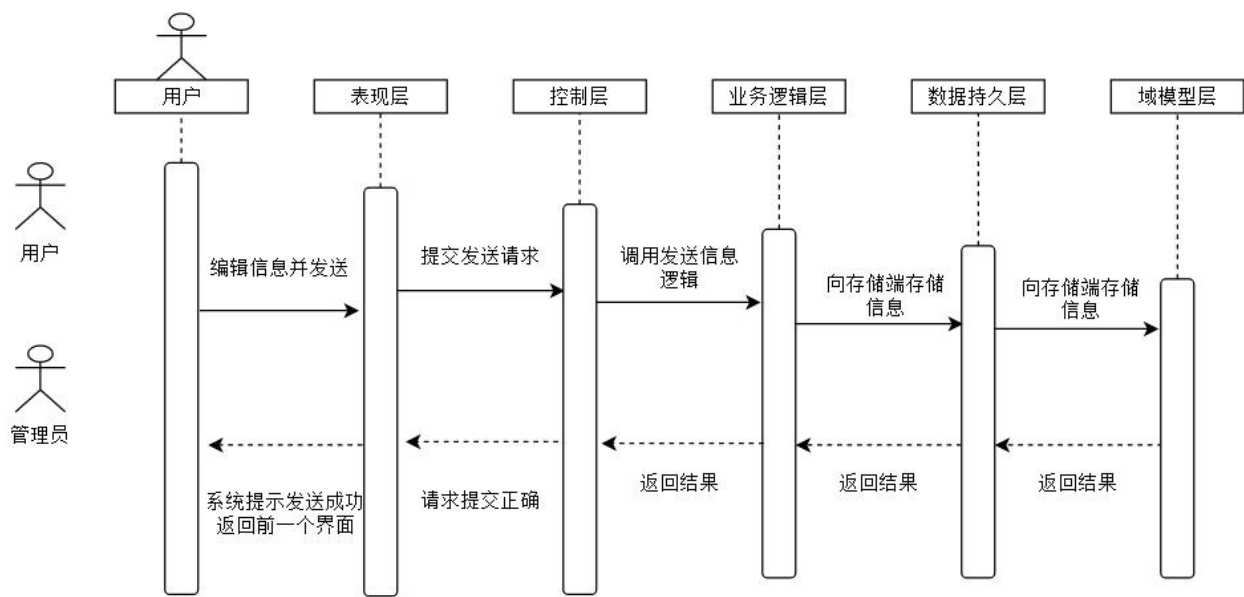 用户
表现层
控制层
业务逻辑层
数据持久层
域模型层
用户
管理员
编辑信息并发送
提交发送请求
调用发送信息
逻辑
向存储端存储
信息
向存储端存储
信息
系统提示发送成功
返回前一个界面
请求提交正确
返回结果
返回结果
返回结果